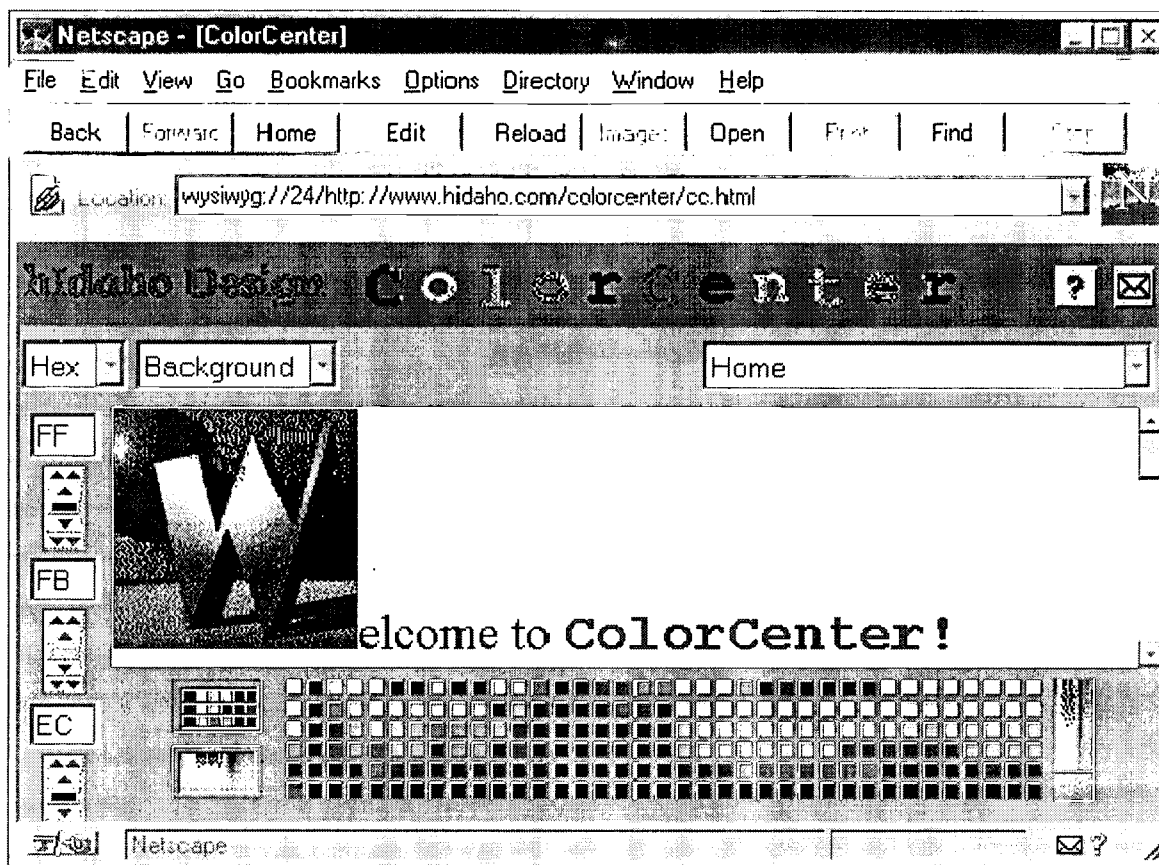 Netscape - [ColorCenter]
File Edit View Go Bookmarks Options Directory Window Help
Back Forward Home Edit Reload Images Open Print Find Stop
Location: wysiwyg://24/http://www.hidaho.com/colorcenter/cc.html
hidaho Design ColorCenter ?
Hex Background Home
FF
FB
elcome to ColorCenter!
EC
Netscape ?